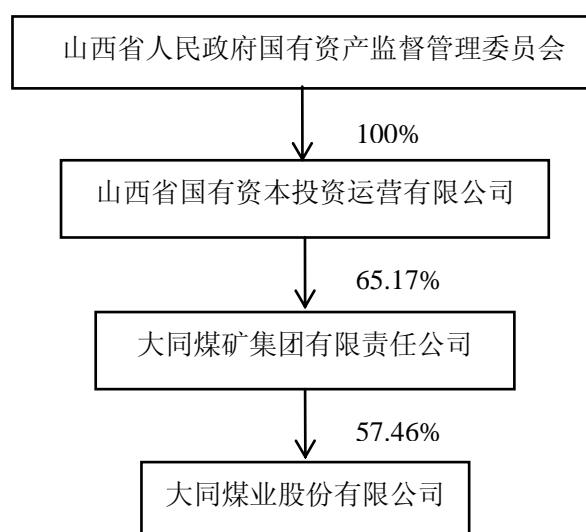 山西省人民政府国有资产监督管理委员会
100%
山西省国有资本投资运营有限公司
65.17%
大同煤矿集团有限责任公司
57.46%
大同煤业股份有限公司